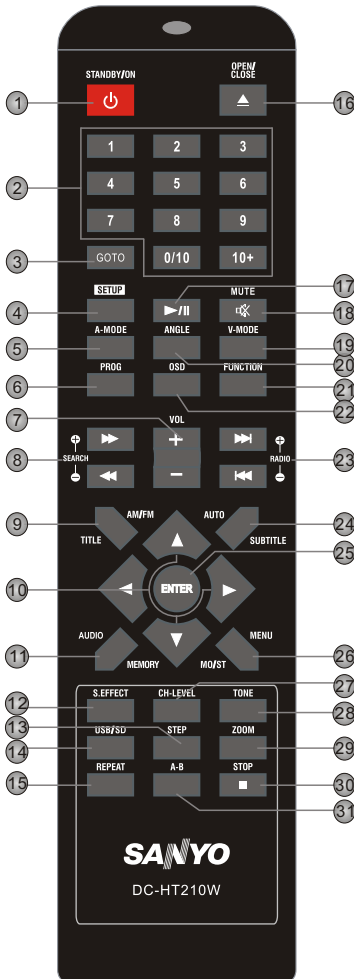 STANDBY/ON
OPEN/
CLOSE
1
16
1 2 3
2
4 5 6
7 8 9
3
GOTO 0/10 10+
SETUP
17
MUTE
4
18
A-MODE ANGLE V-MODE
5
19
20
PROG OSD FUNCTION
6
21
22
7
VOL
+
8
+ SEARCH −
+ RADIO −
23
−
9
AM/FM
TITLE
AUTO
SUBTITLE
24
25
10
ENTER
11
AUDIO
MEMORY
MENU
MO/ST
26
27
12
S.EFFECT CH-LEVEL TONE
28
13
14
USB/SD STEP ZOOM
29
15
REPEAT A-B STOP
30
31
SANYO
DC-HT210W